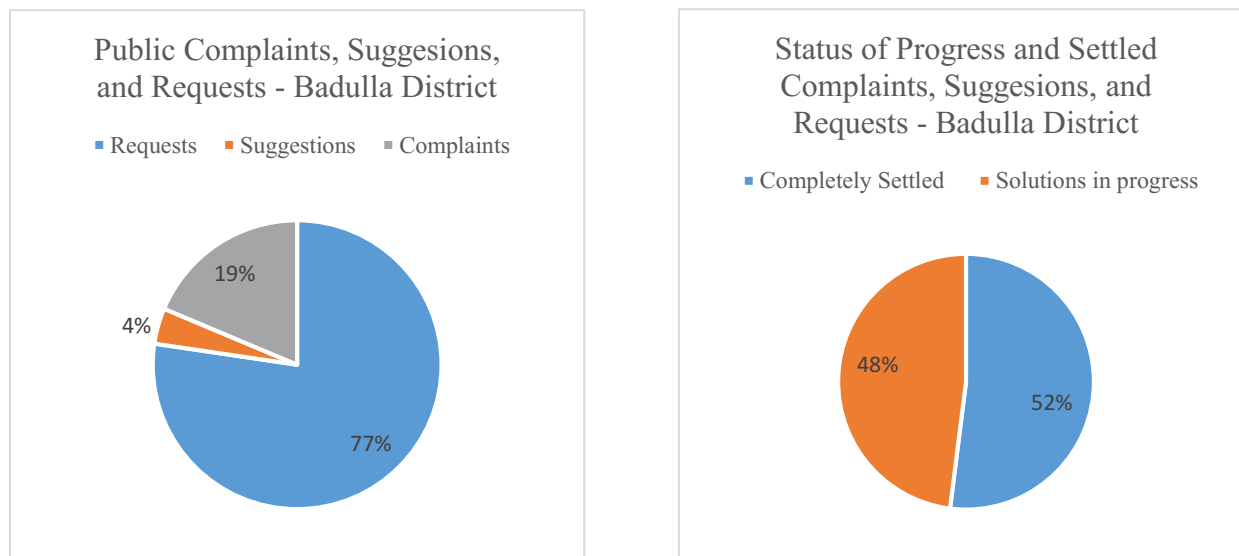 Public Complaints, Suggesions,
and Requests - Badulla District
Requests Suggestions Complaints
19%
4%
77%
Status of Progress and Settled
Complaints, Suggesions, and
Requests - Badulla District
Completely Settled Solutions in progress
48%
52%